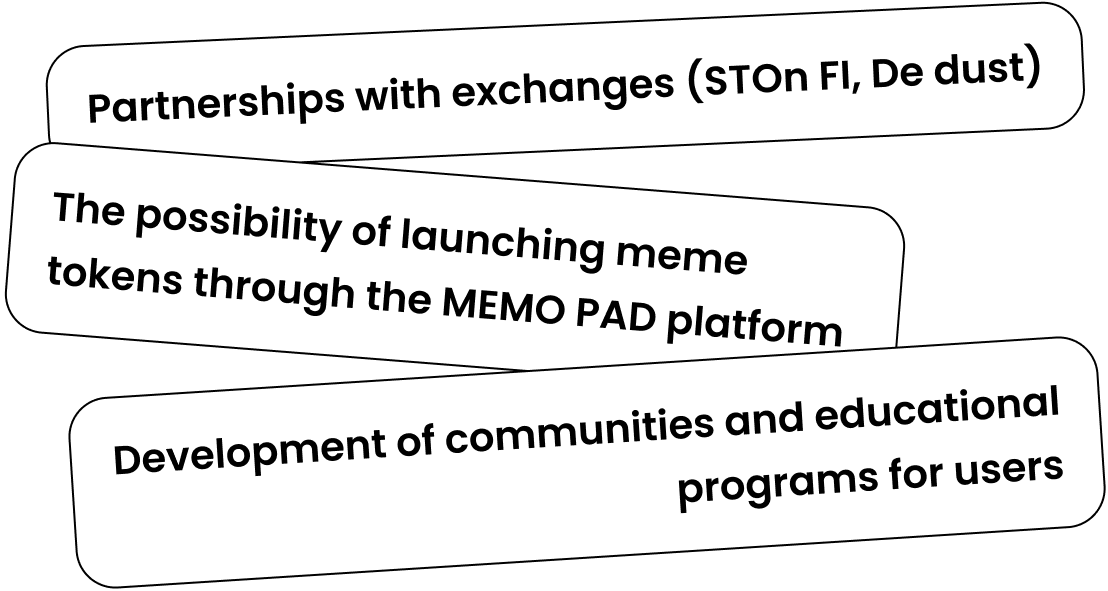 Partnerships with exchanges (STOn FI, De dust)
The possibility of launching meme
tokens through the MEMO PAD platform
Development of communities and educational
programs for users